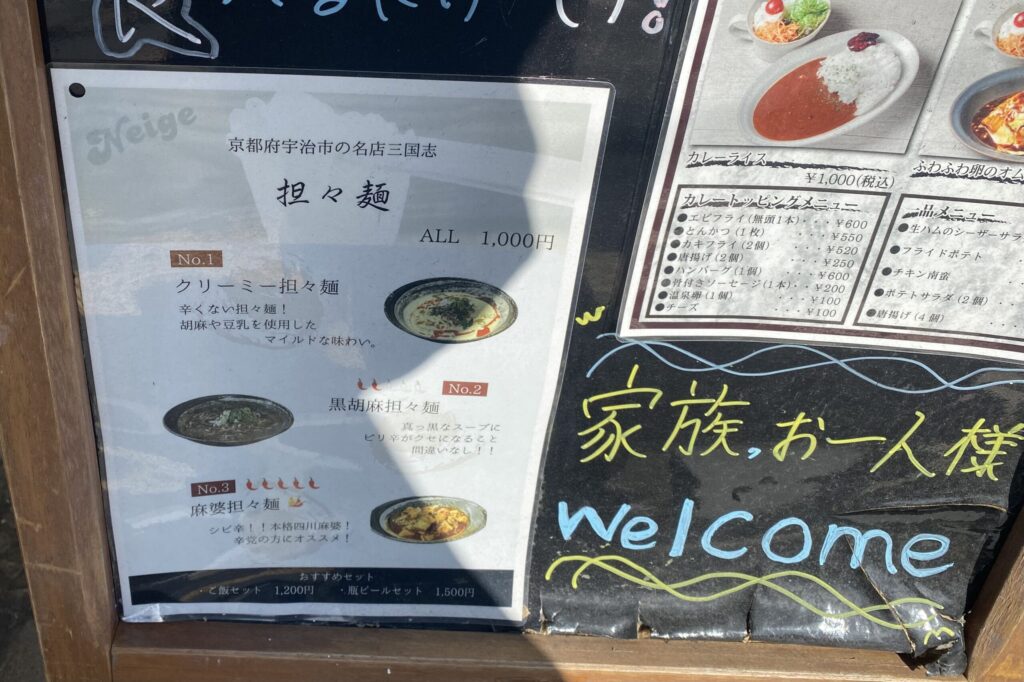 Neige
京都府宇治市の名店三国志
担々麺
ALL 1,000円
No.1
クリーミー担々麺
辛くない担々麺！
胡麻や豆乳を使用した
マイルドな味わい。
No.2
黒胡麻担々麺
真っ黒なスープに
ピリ辛がクセになること
間違いなし！！
No.3
麻婆担々麺
シビ辛！！本格四川麻婆！
辛党の方にオススメ！
おすすめセット
・ご飯セット 1,200円 ・瓶ビールセット 1,500円
カレーライス
￥1,000(税込)
カレートッピングメニュー
●エビフライ(無頭1本)・・・￥600
●とんかつ(1枚) ・・・￥550
●カキフライ(2個) ・・・￥520
●唐揚げ(2個) ・・・￥250
●ハンバーグ(1個) ・・・￥600
●骨付きソーセージ(1本)・・￥200
●温泉卵(1個) ・・・￥100
●チーズ ・・・￥100
ふわふわ卵のオム
一品メニュー
●生ハムのシーザーサラ
●フライドポテト
●チキン南蛮
●ポテトサラダ(2個)
●唐揚げ(4個)
家族,お一人様
welcome